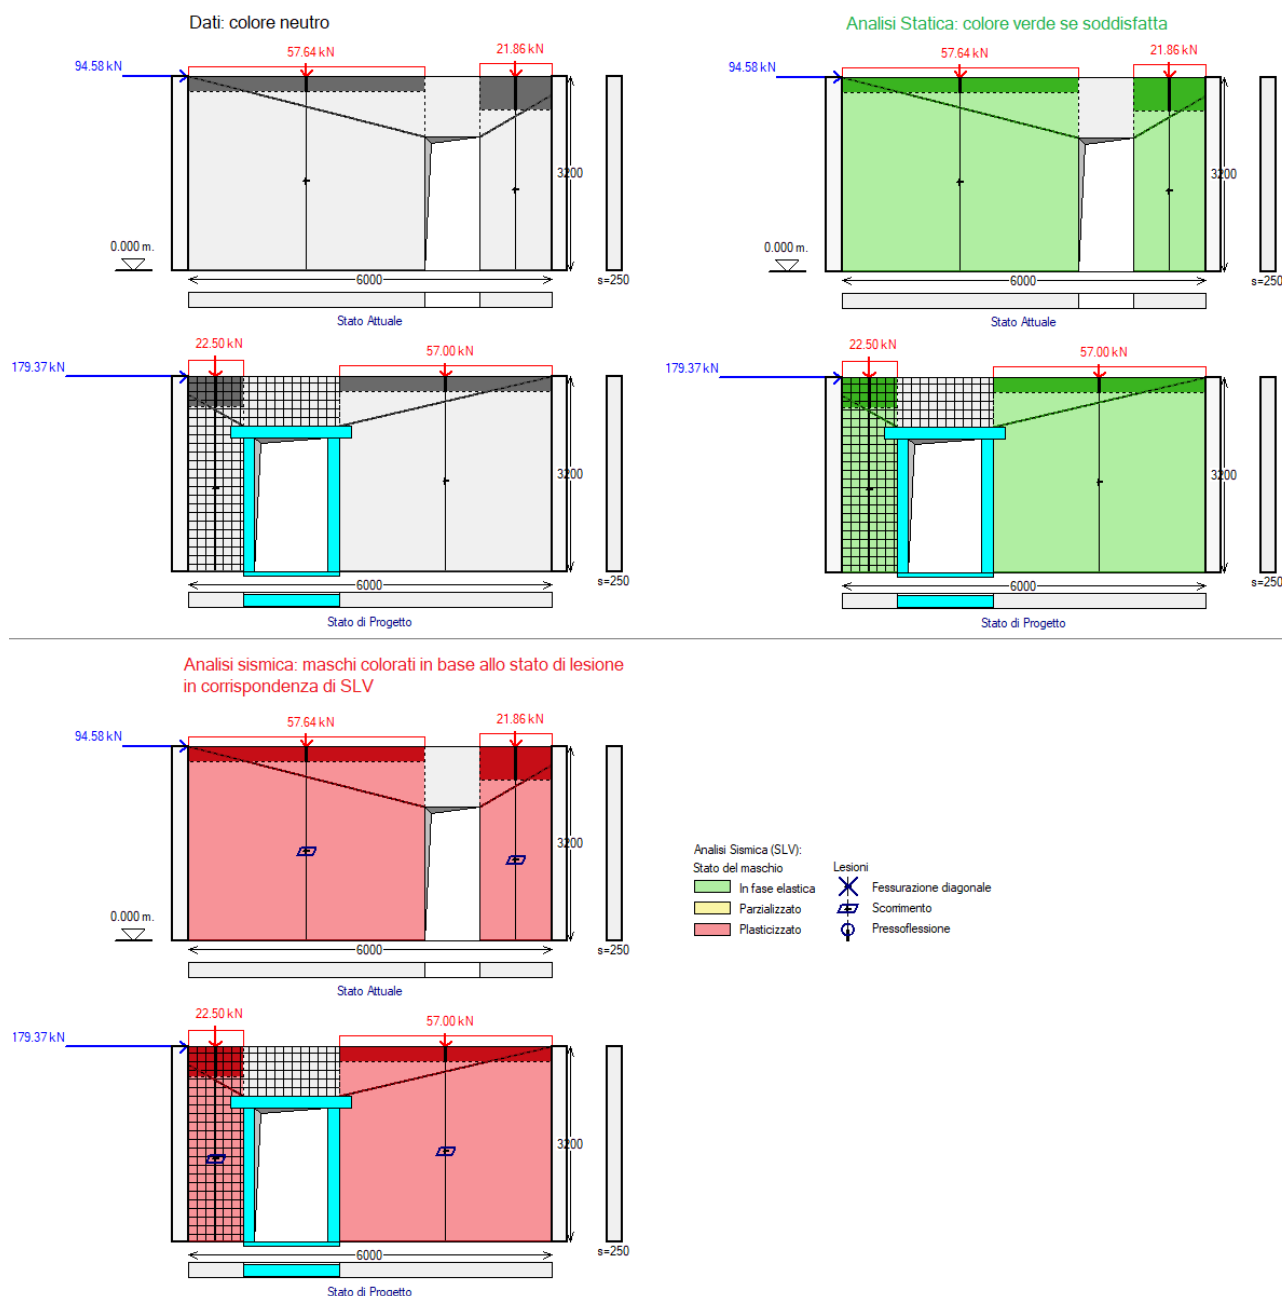 Dati: colore neutro
57.64 kN
21.86 kN
94.58 kN
3200
0.000 m.
6000
s=250
Stato Attuale
22.50 kN
57.00 kN
179.37 kN
3200
6000
s=250
Stato di Progetto
Analisi Statica: colore verde se soddisfatta
57.64 kN
21.86 kN
94.58 kN
3200
0.000 m.
6000
s=250
Stato Attuale
22.50 kN
57.00 kN
179.37 kN
3200
6000
s=250
Stato di Progetto
Analisi sismica: maschi colorati in base allo stato di lesione
in corrispondenza di SLV
57.64 kN
21.86 kN
94.58 kN
3200
0.000 m.
6000
s=250
Stato Attuale
22.50 kN
57.00 kN
179.37 kN
3200
6000
s=250
Stato di Progetto
Analisi Sismica (SLV):
Stato del maschio
In fase elastica
Parzializzato
Plasticizzato
Lesioni
Fessurazione diagonale
Scorrimento
Pressoflessione